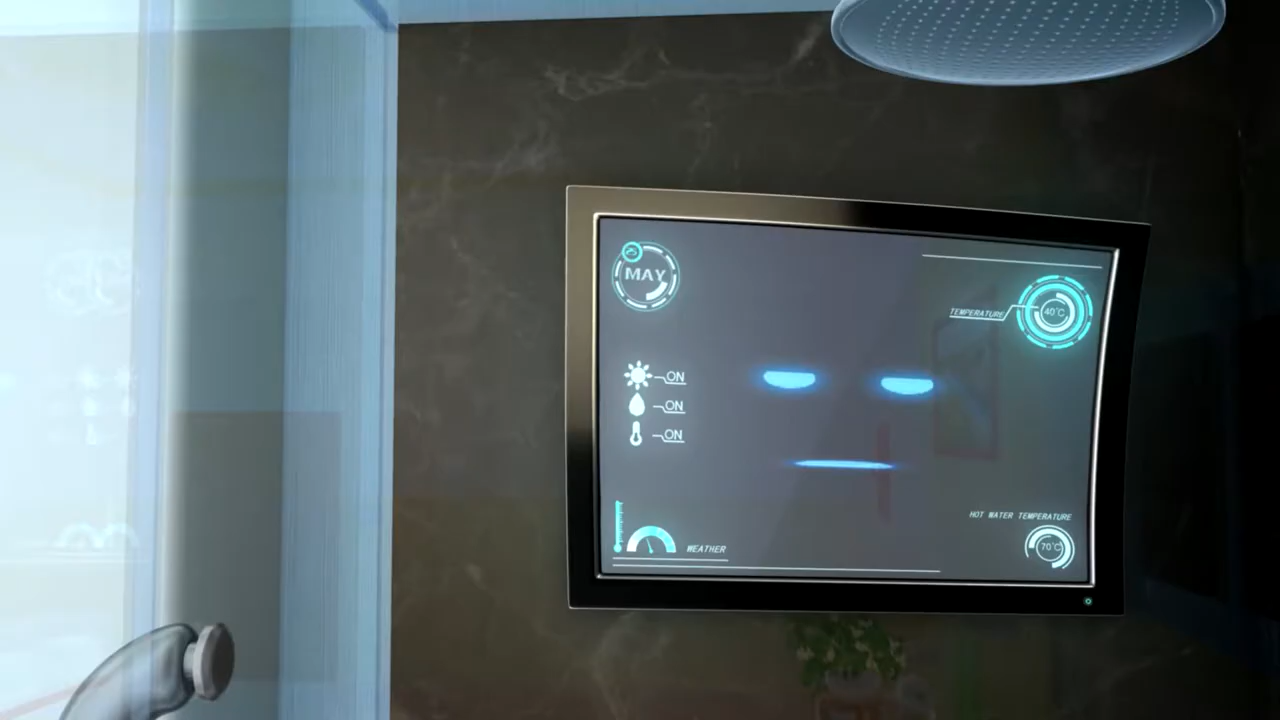 MAY
TEMPERATURE
40°C
ON
ON
ON
WEATHER
HOT WATER TEMPERATURE
70°C